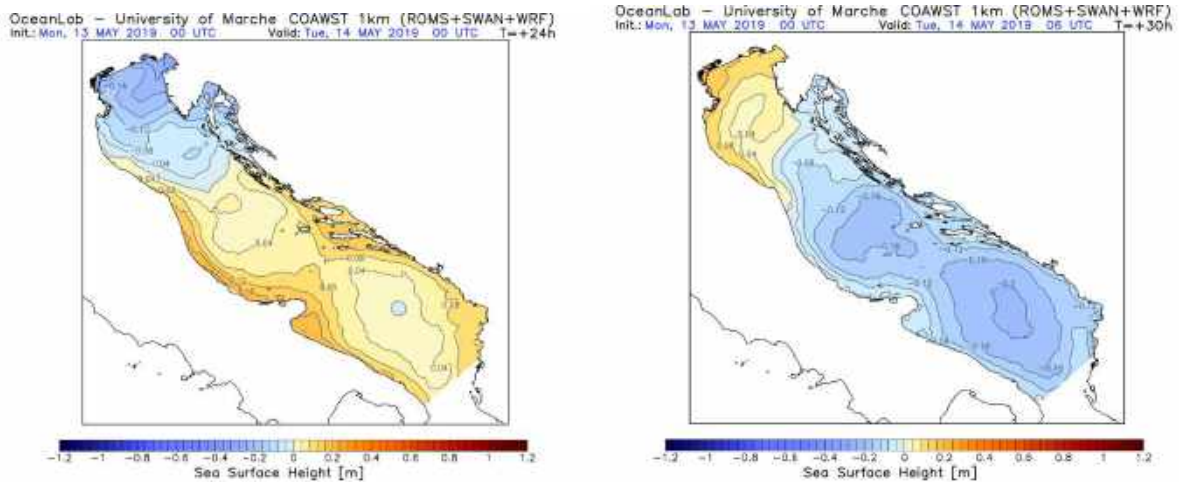 OceanLab – University of Marche COAWST 1km (ROMS+SWAN+WRF)
Init.: Mon, 13 MAY 2019 00 UTC Valid: Tue, 14 MAY 2019 00 UTC T=+24h
-1.2 -1 -0.8 -0.6 -0.4 -0.2 0 0.2 0.4 0.6 0.8 1 1.2
Sea Surface Height [m]
OceanLab – University of Marche COAWST 1km (ROMS+SWAN+WRF)
Init.: Mon, 13 MAY 2019 00 UTC Valid: Tue, 14 MAY 2019 06 UTC T=+30h
-1.2 -1 -0.8 -0.6 -0.4 -0.2 0 0.2 0.4 0.6 0.8 1 1.2
Sea Surface Height [m]